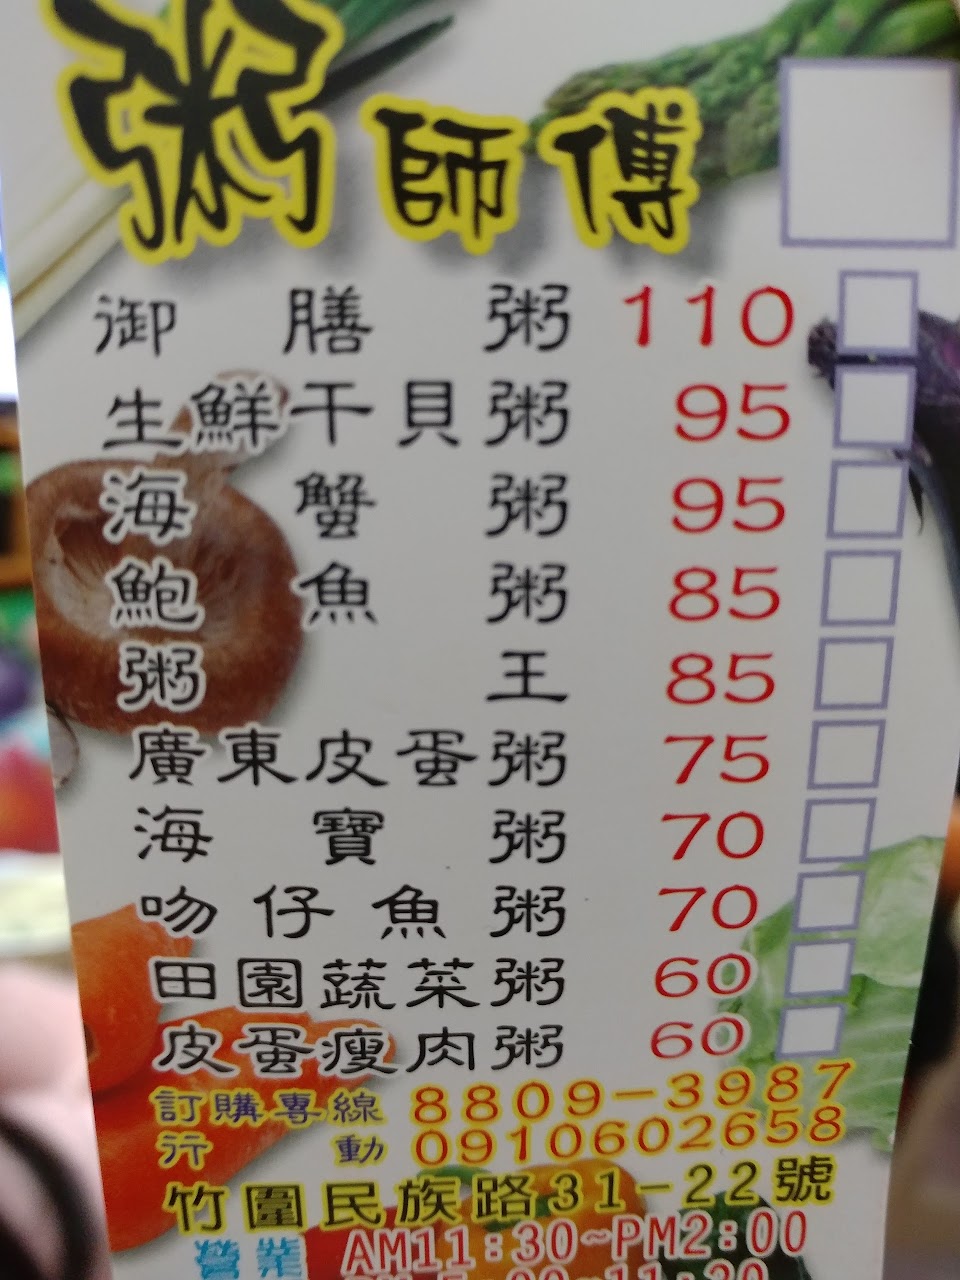 粥師傅
御膳粥 110
生鮮干貝粥 95
海蟹粥 95
鮑魚粥 85
粥王 85
廣東皮蛋粥 75
海寶粥 70
吻仔魚粥 70
田園蔬菜粥 60
皮蛋瘦肉粥 60
訂購專線 8809-3987
行動 0910602658
竹圍民族路31-22號
營業 AM11:30~PM2:00